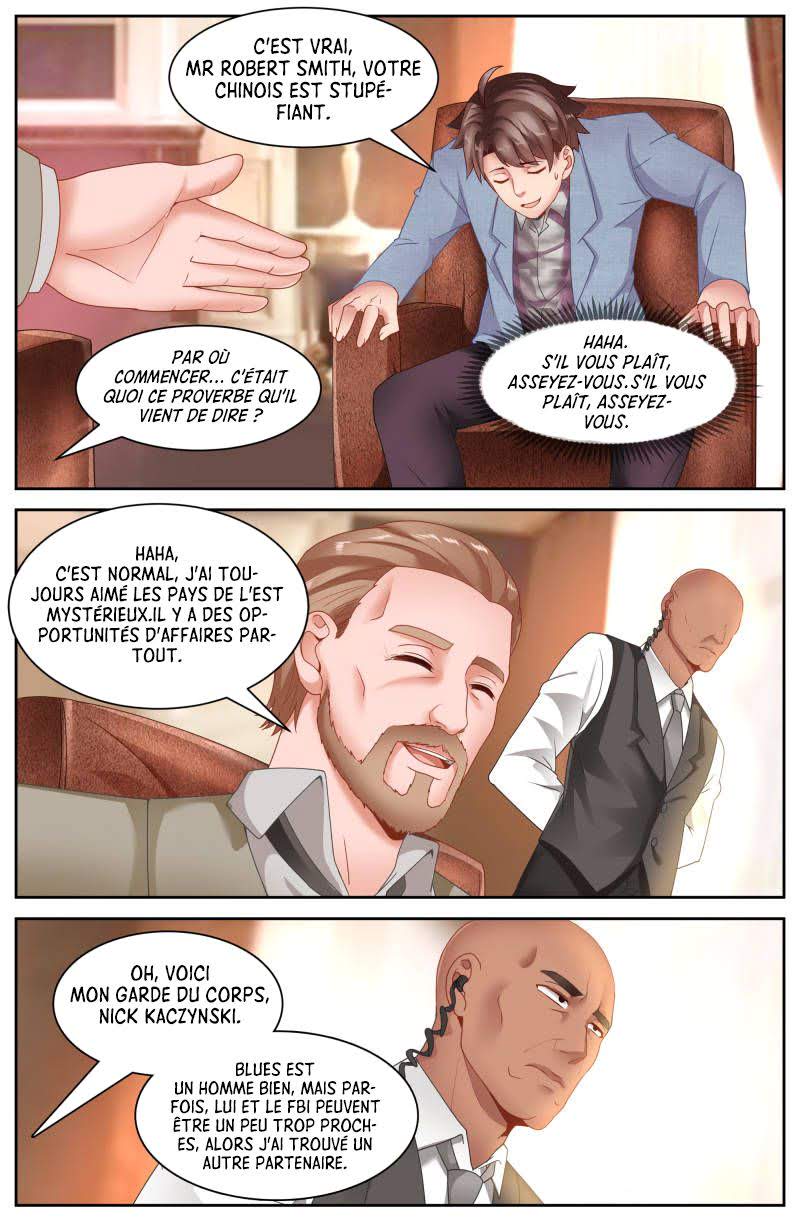 C'EST VRAI,
MR ROBERT SMITH, VOTRE
CHINOIS EST STUPÉ-
FIANT.
PAR OÙ
COMMENCER... C'ÉTAIT
QUOI CE PROVERBE QU'IL
VIENT DE DIRE ?
HAHA.
S'IL VOUS PLAÎT,
ASSEYEZ-VOUS.S'IL VOUS
PLAÎT, ASSEYEZ-
VOUS.
HAHA,
C'EST NORMAL, J'AI TOU-
JOURS AIMÉ LES PAYS DE L'EST
MYSTÉRIEUX.IL Y A DES OP-
PORTUNITÉS D'AFFAIRES PAR-
TOUT.
OH, VOICI
MON GARDE DU CORPS,
NICK KACZYNSKI.
BLUES EST
UN HOMME BIEN, MAIS PAR-
FOIS, LUI ET LE FBI PEUVENT
ÊTRE UN PEU TROP PROCH-
ES, ALORS J'AI TROUVÉ UN
AUTRE PARTENAIRE.